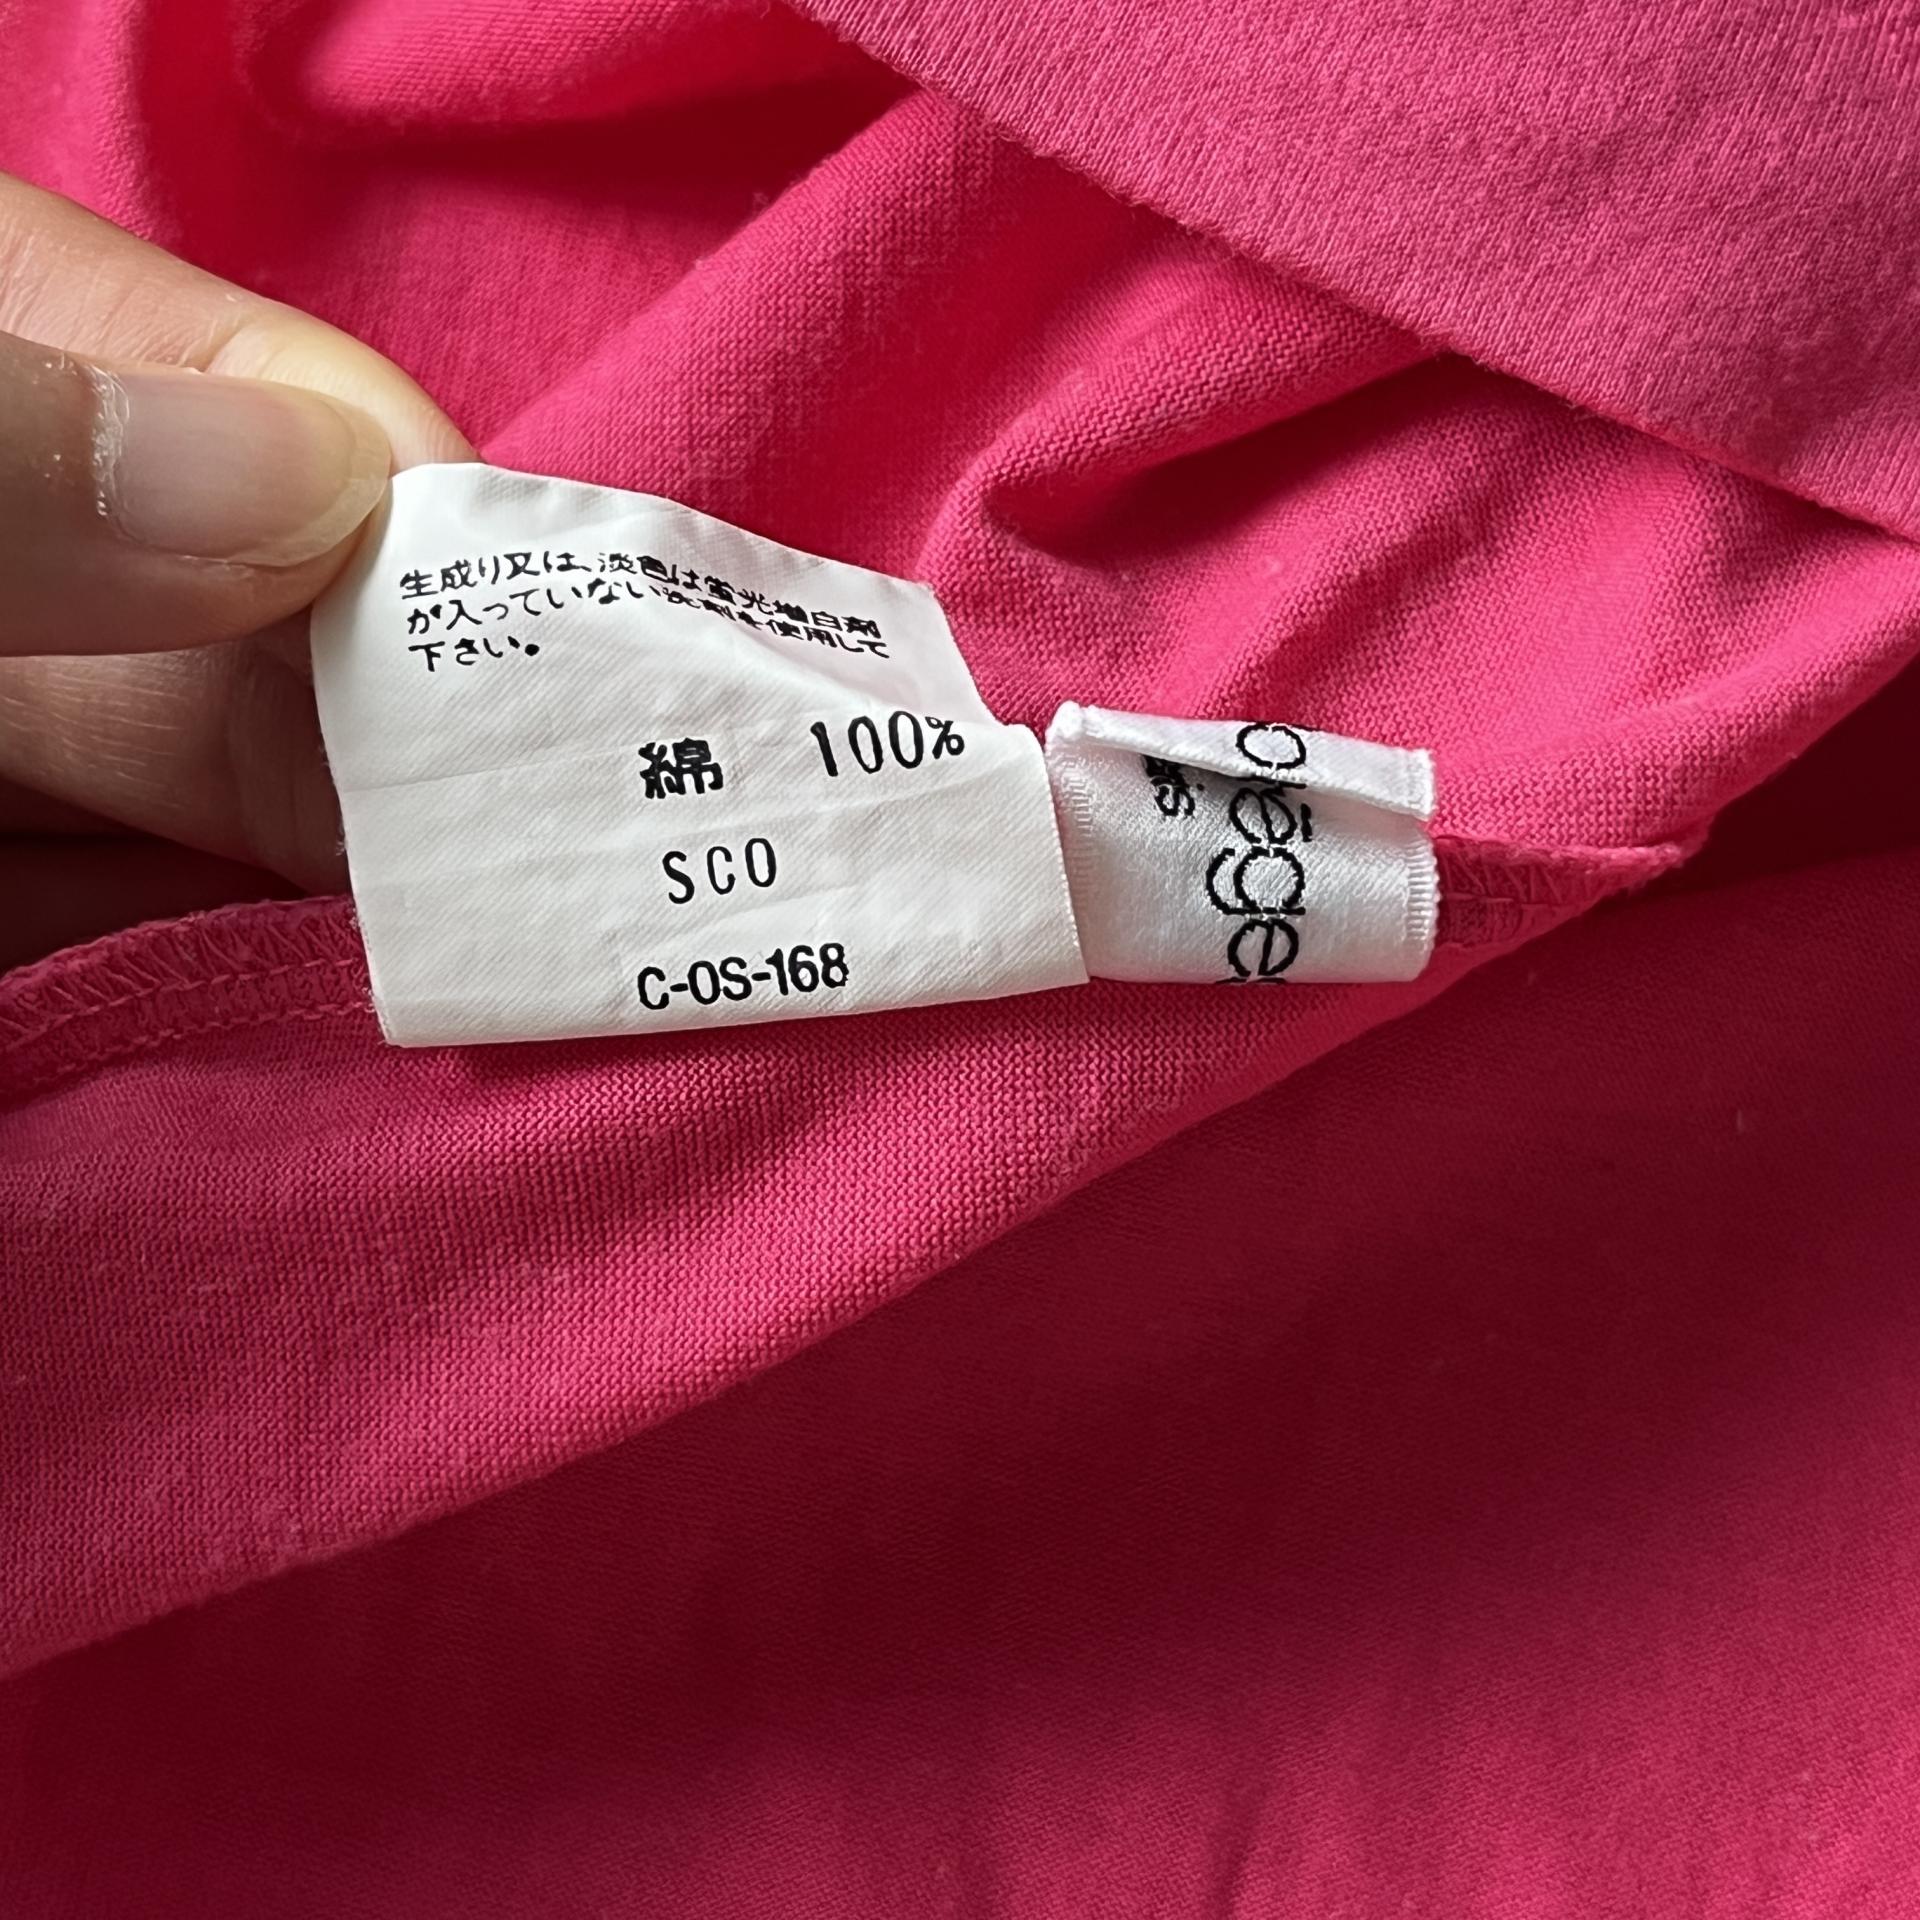 生成り又は、淡色は蛍光増白剤
が入っていない洗剤を使用して
下さい。
綿 100%
SCO
C-OS-168